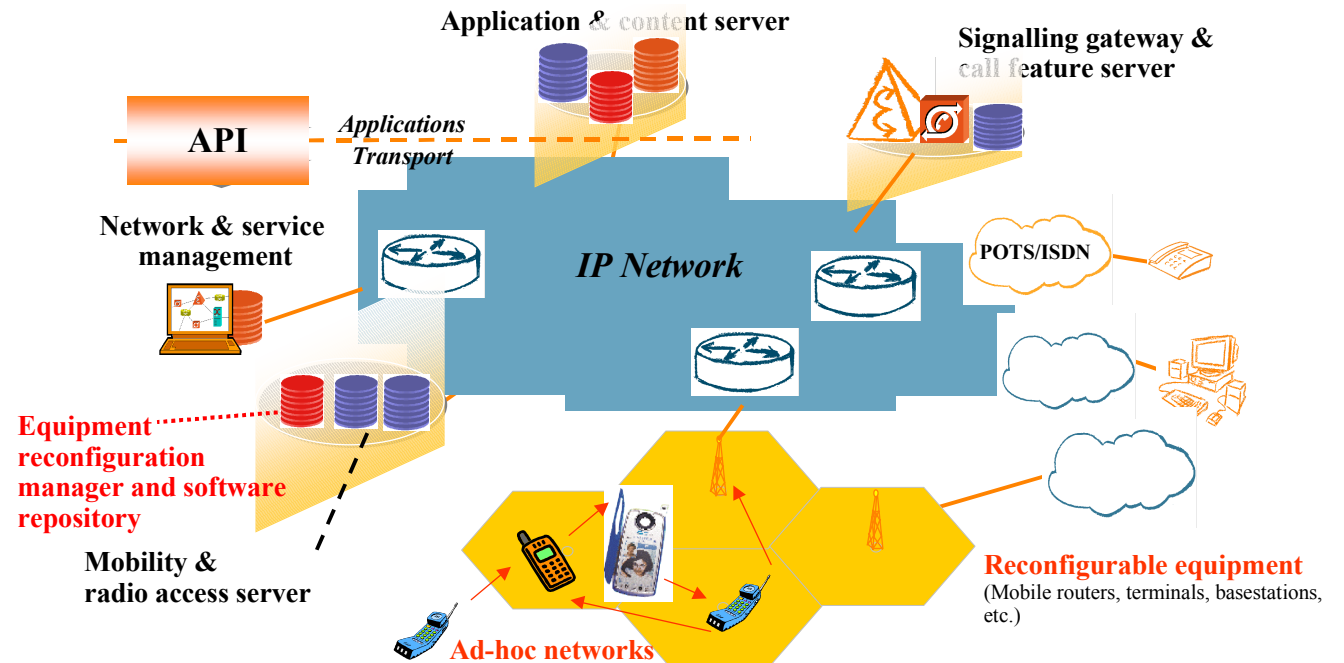 Application & content server
Signalling gateway &
call feature server
API
Applications
Transport
Network & service
management
IP Network
POTS/ISDN
Equipment
reconfiguration
manager and software
repository
Mobility &
radio access server
Reconfigurable equipment
(Mobile routers, terminals, basestations,
etc.)
Ad-hoc networks